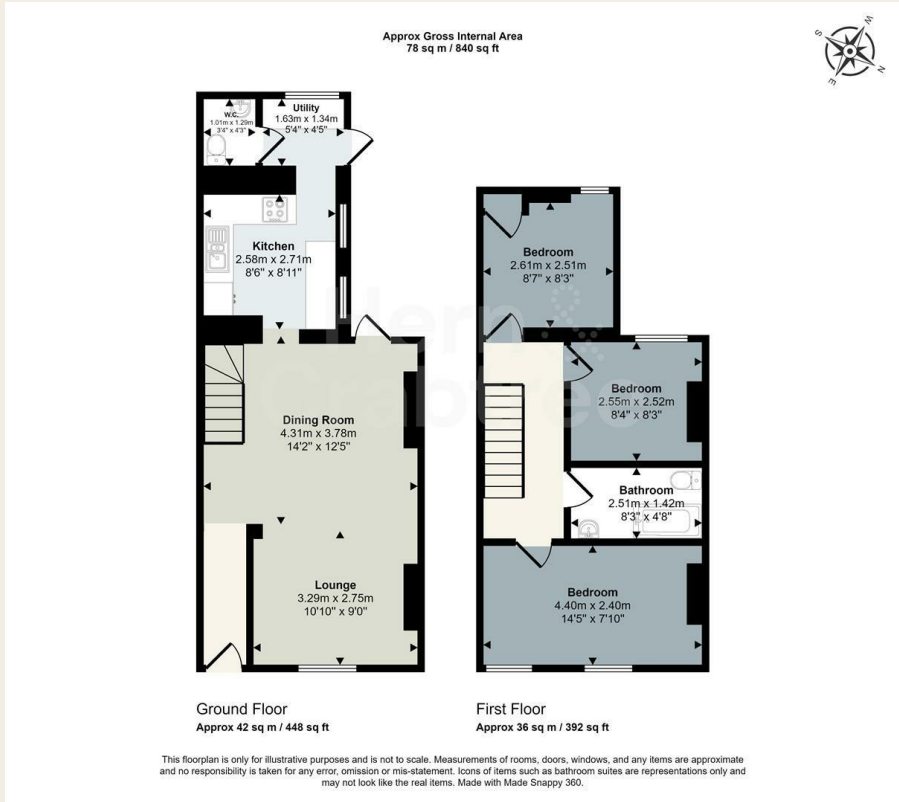 Approx Gross Internal Area
78 sq m / 840 sq ft
W
S
N
E
W.C.
1.01m x 1.29m
3'4" x 4'3"
Utility
1.63m x 1.34m
5'4" x 4'5"
Kitchen
2.58m x 2.71m
8'6" x 8'11"
Dining Room
4.31m x 3.78m
14'2" x 12'5"
Lounge
3.29m x 2.75m
10'10" x 9'0"
Bedroom
2.61m x 2.51m
8'7" x 8'3"
Bedroom
2.55m x 2.52m
8'4" x 8'3"
Bathroom
2.51m x 1.42m
8'3" x 4'8"
Bedroom
4.40m x 2.40m
14'5" x 7'10"
Hern &
Crabtree
Ground Floor
Approx 42 sq m / 448 sq ft
First Floor
Approx 36 sq m / 392 sq ft
This floorplan is only for illustrative purposes and is not to scale. Measurements of rooms, doors, windows, and any items are approximate
and no responsibility is taken for any error, omission or mis-statement. Icons of items such as bathroom suites are representations only and
may not look like the real items. Made with Made Snappy 360.